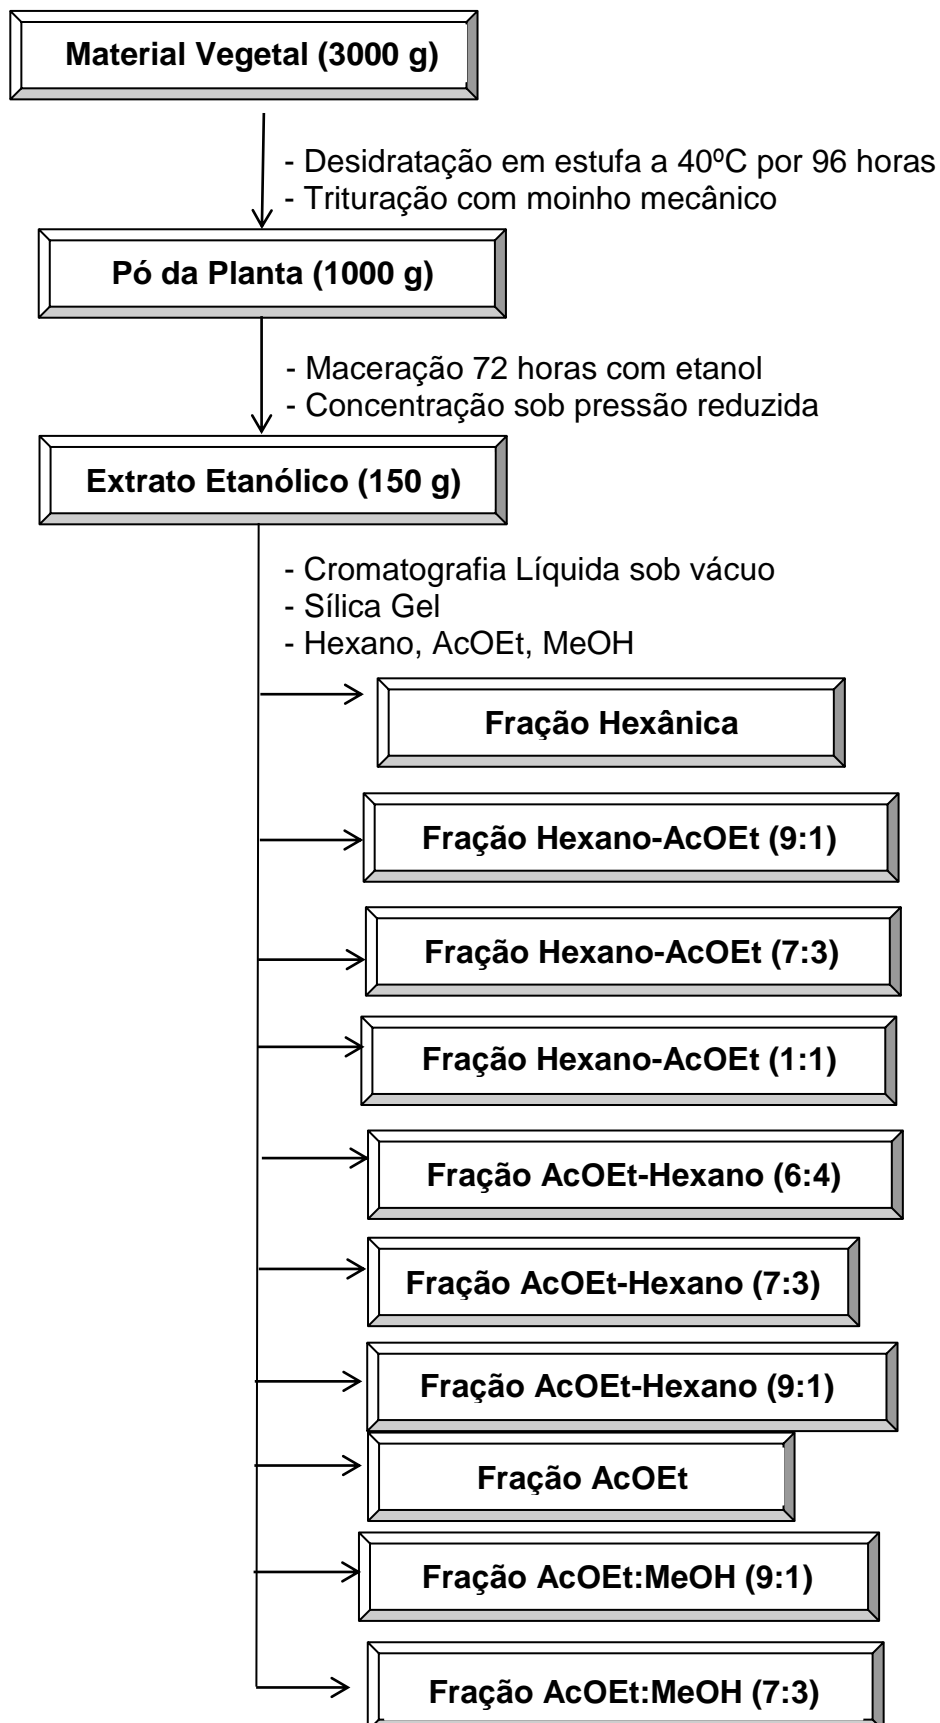 Material Vegetal (3000 g)
- Desidratação em estufa a 40ºC por 96 horas
- Trituração com moinho mecânico
Pó da Planta (1000 g)
- Maceração 72 horas com etanol
- Concentração sob pressão reduzida
Extrato Etanólico (150 g)
- Cromatografia Líquida sob vácuo
- Sílica Gel
- Hexano, AcOEt, MeOH
Fração Hexânica
Fração Hexano-AcOEt (9:1)
Fração Hexano-AcOEt (7:3)
Fração Hexano-AcOEt (1:1)
Fração AcOEt-Hexano (6:4)
Fração AcOEt-Hexano (7:3)
Fração AcOEt-Hexano (9:1)
Fração AcOEt
Fração AcOEt:MeOH (9:1)
Fração AcOEt:MeOH (7:3)